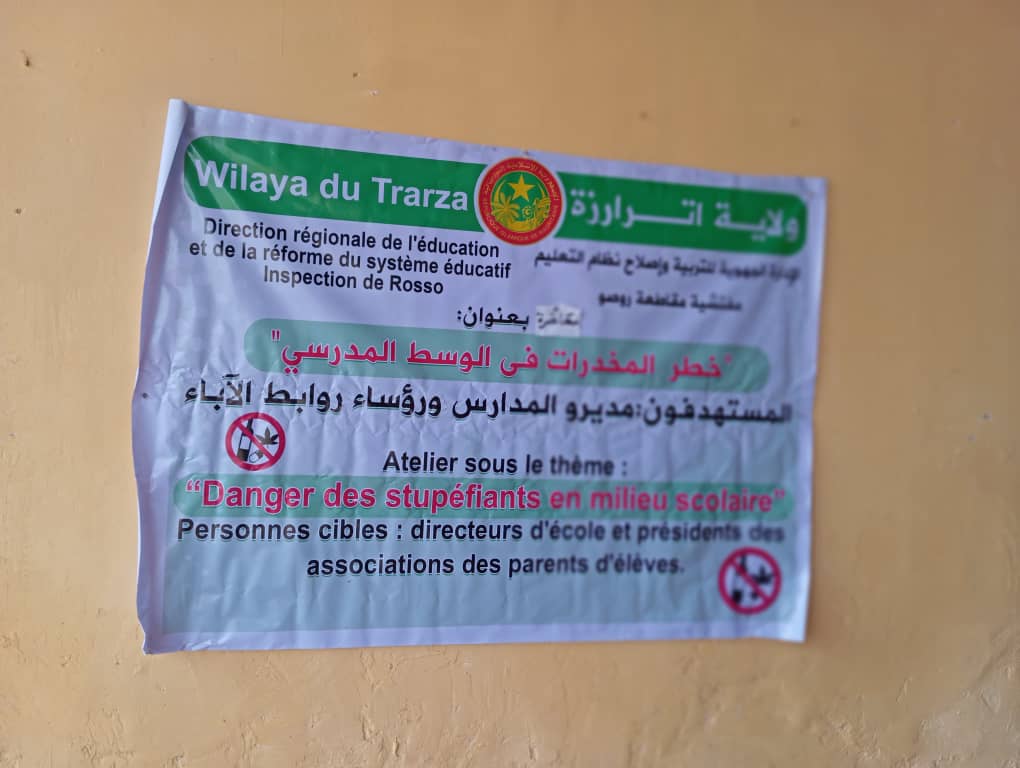 Wilaya du Trarza
ولاية اترارزة
Direction régionale de l'éducation
et de la réforme du système éducatif
Inspection de Rosso
الإدارة الجهوية للتربية وإصلاح نظام التعليم
مفتشية مقاطعة روصو
بعنوان:
"خطر المخدرات في الوسط المدرسي"
المستهدفون:مديرو المدارس ورؤساء روابط الآباء
Atelier sous le thème :
“Danger des stupéfiants en milieu scolaire”
Personnes cibles : directeurs d'école et présidents des
associations des parents d'élèves.